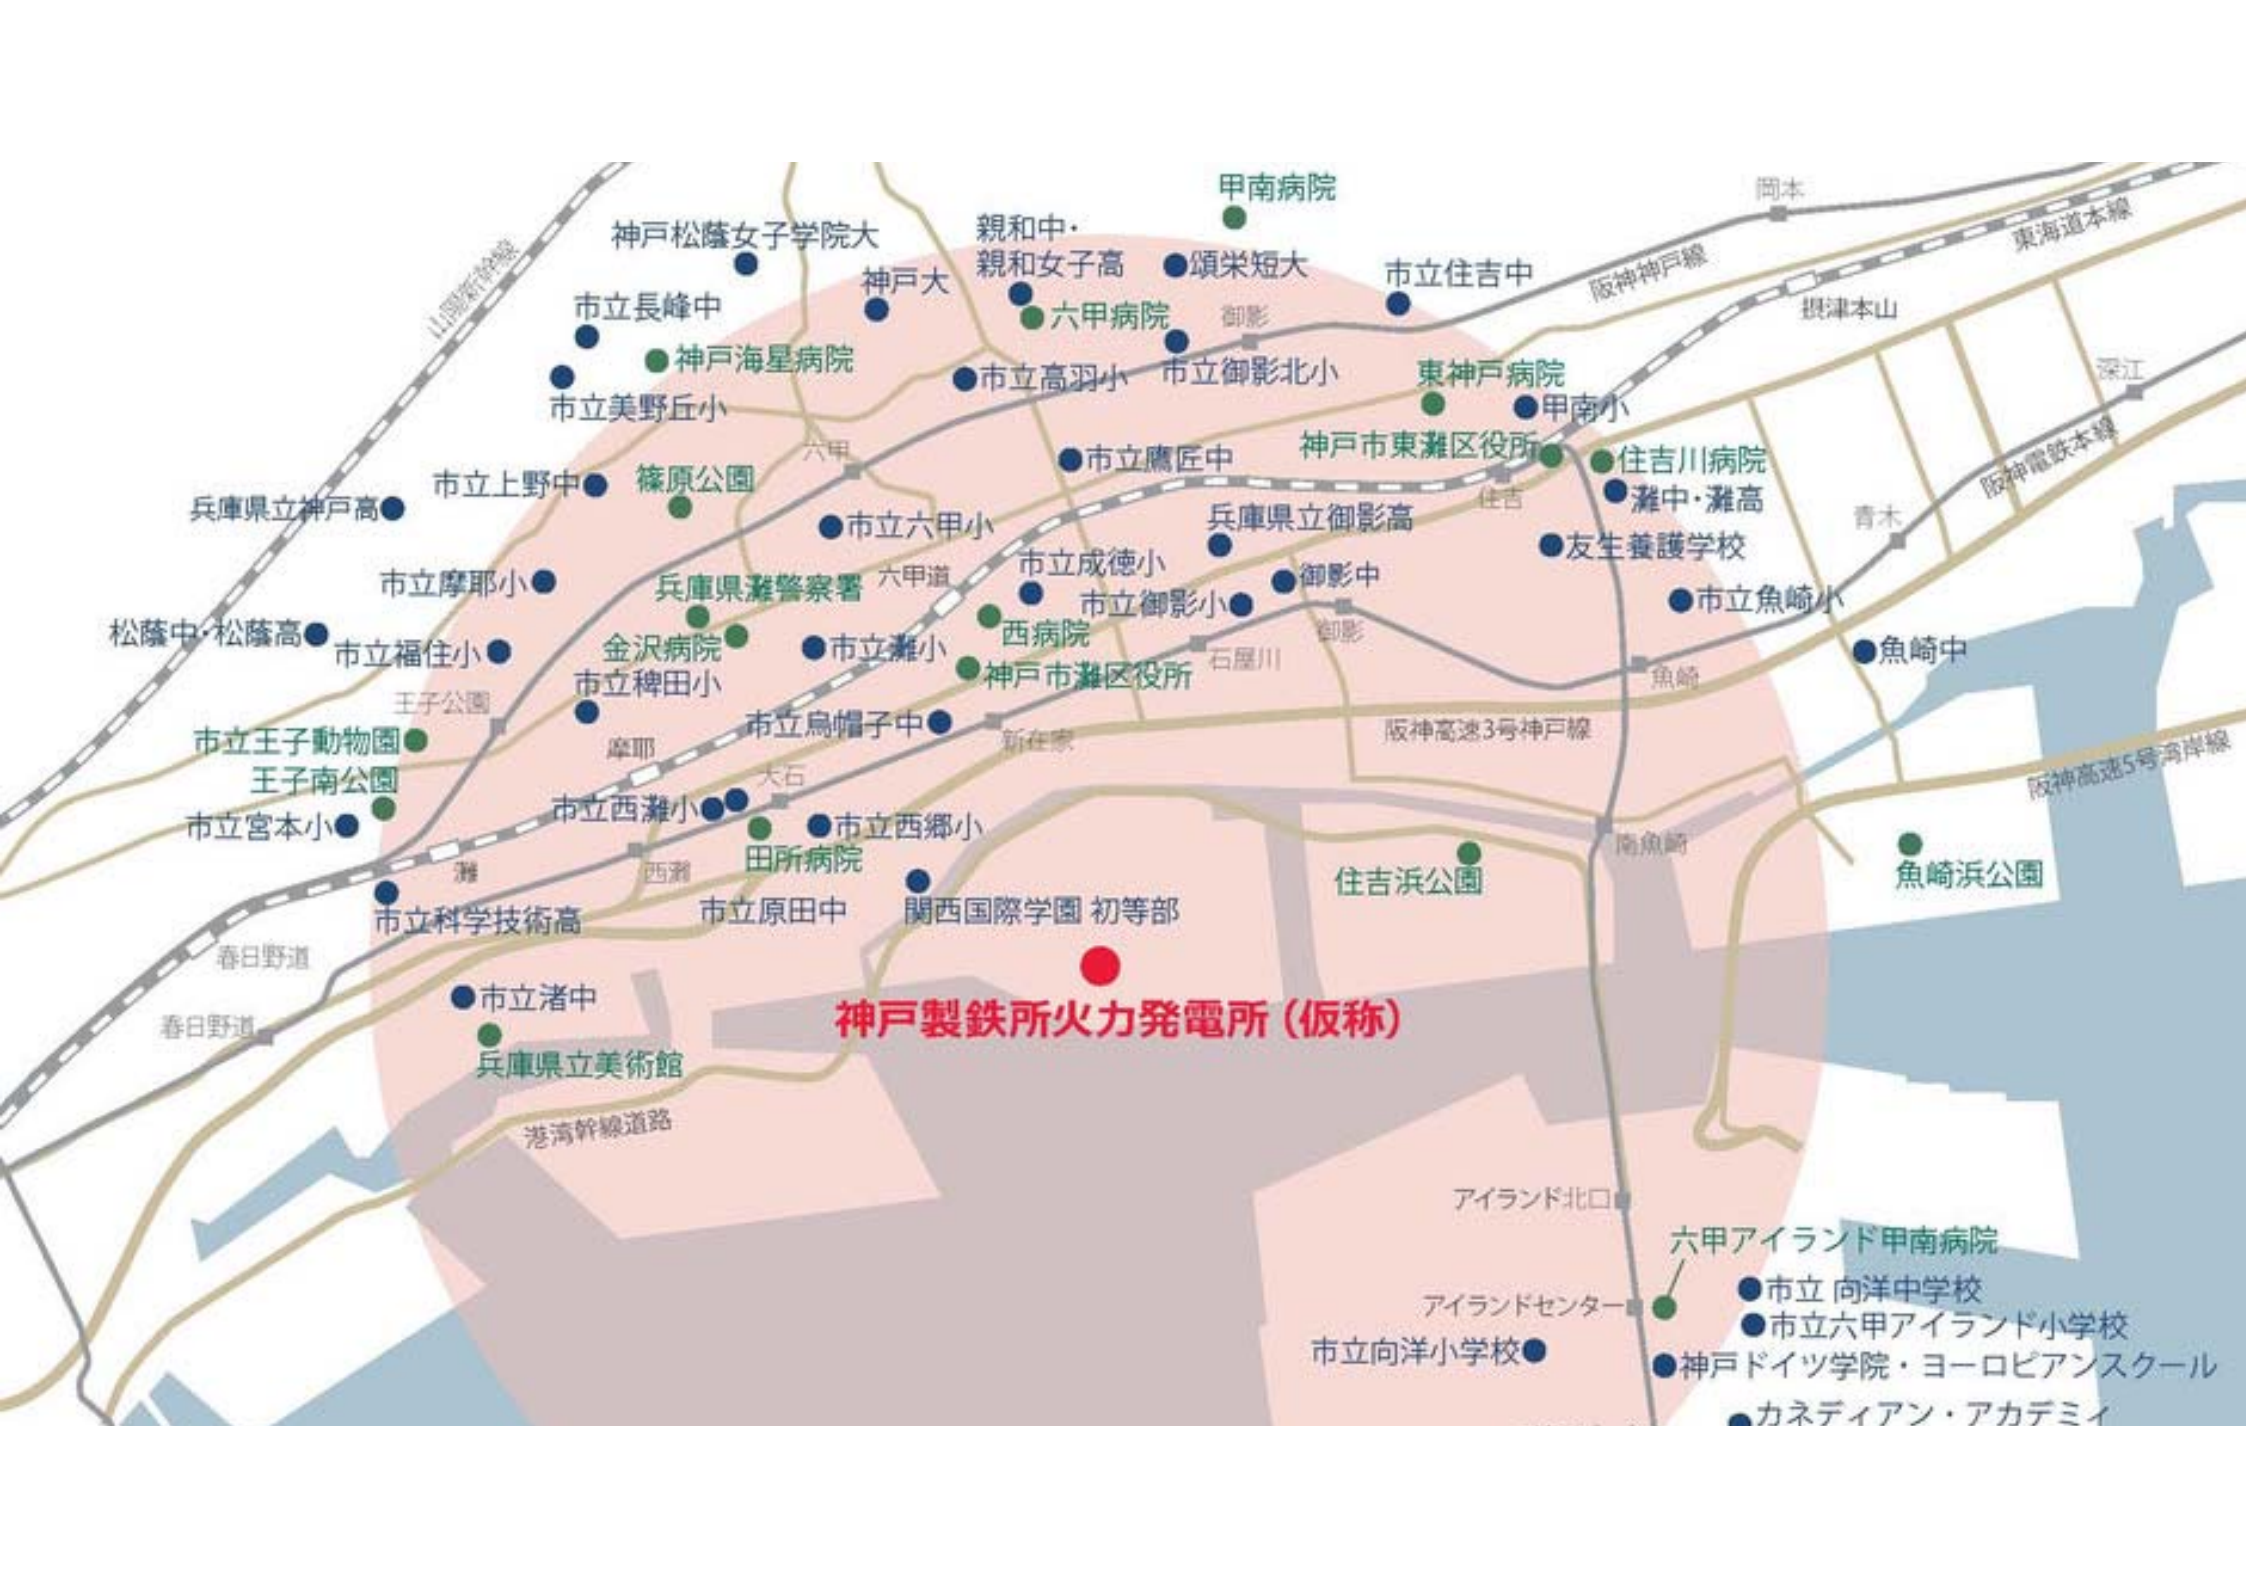 甲南病院
岡本
神戸松蔭女子学院大
親和中・
親和女子高
頌栄短大
神戸大
市立住吉中
東海道本線
山陽新幹線
阪神神戸線
摂津本山
市立長峰中
六甲病院
御影
神戸海星病院
市立高羽小
市立御影北小
東神戸病院
深江
市立美野丘小
甲南小
六甲
市立鷹匠中
神戸市東灘区役所
住吉川病院
阪神電鉄本線
市立上野中
篠原公園
住吉
灘中・灘高
兵庫県立神戸高
市立六甲小
兵庫県立御影高
青木
友生養護学校
市立成徳小
市立摩耶小
兵庫県灘警察署
六甲道
御影中
市立御影小
市立魚崎小
松蔭中・松蔭高
市立福住小
金沢病院
市立灘小
西病院
御影
石屋川
魚崎中
神戸市灘区役所
魚崎
市立稗田小
王子公園
市立烏帽子中
阪神高速3号神戸線
市立王子動物園
摩耶
新在家
阪神高速5号湾岸線
王子南公園
大石
市立西灘小
市立宮本小
市立西郷小
南魚崎
灘
西灘
田所病院
住吉浜公園
魚崎浜公園
市立科学技術高
市立原田中
関西国際学園 初等部
春日野道
市立渚中
神戸製鉄所火力発電所(仮称)
春日野道
兵庫県立美術館
港湾幹線道路
アイランド北口
六甲アイランド甲南病院
市立 向洋中学校
アイランドセンター
市立六甲アイランド小学校
市立向洋小学校
神戸ドイツ学院・ヨーロピアンスクール
カネディアン・アカデミィ